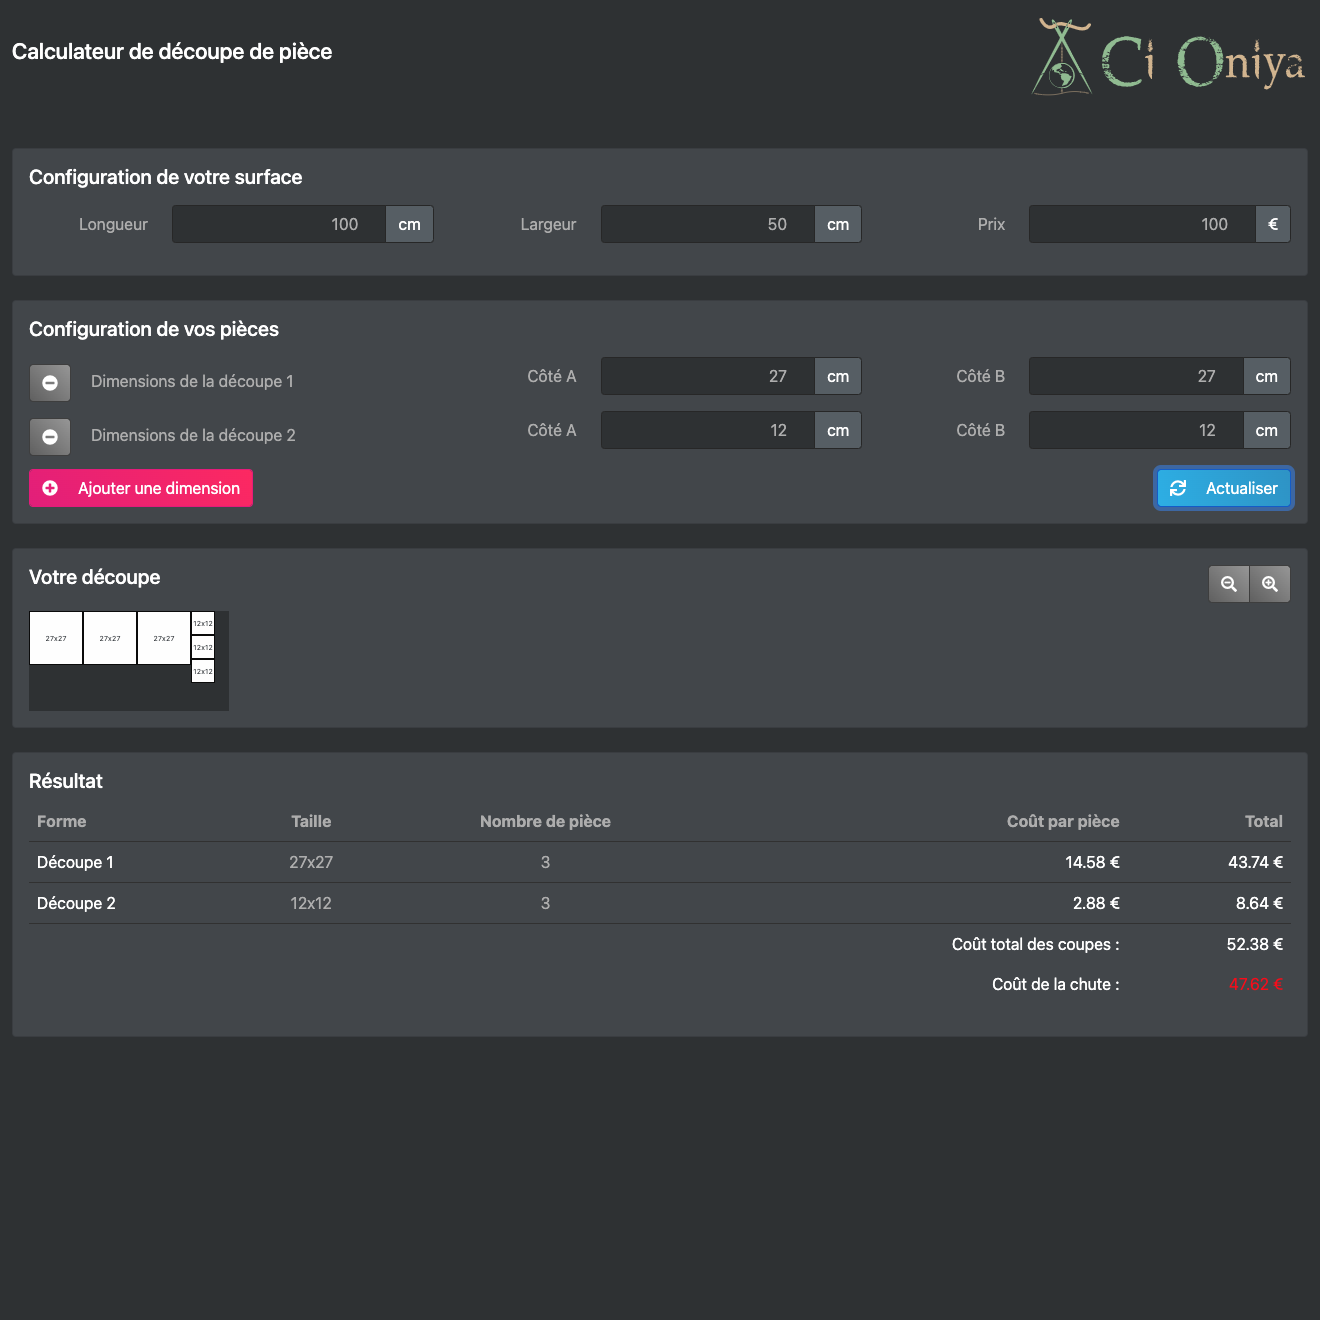 Calculateur de découpe de pièce
Ci Oniya
Configuration de votre surface
Longueur 100 cm Largeur 50 cm Prix 100 €
Configuration de vos pièces
Dimensions de la découpe 1 Côté A 27 cm Côté B 27 cm
Dimensions de la découpe 2 Côté A 12 cm Côté B 12 cm
Ajouter une dimension Actualiser
Votre découpe
27x27 27x27 27x27 12x12
12x12
12x12
Résultat
Forme Taille Nombre de pièce Coût par pièce Total
Découpe 1 27x27 3 14.58 € 43.74 €
Découpe 2 12x12 3 2.88 € 8.64 €
Coût total des coupes : 52.38 €
Coût de la chute : 47.62 €